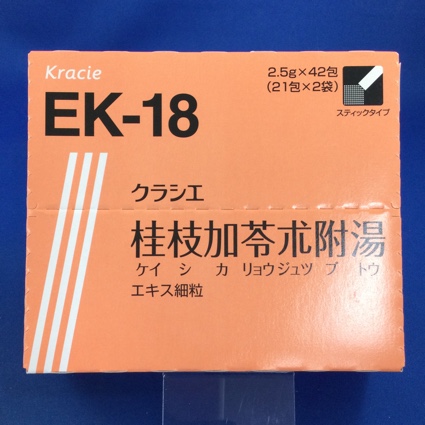 Kracie
2.5g×42包
(21包×2袋)
スティックタイプ
EK-18
クラシエ
桂枝加苓朮附湯
ケイ シ カ リョウジュツ ブ トウ
エキス細粒